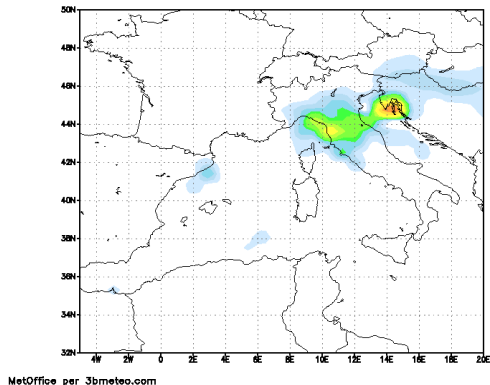 50N
48N
46N
44N
42N
40N
38N
36N
34N
32N
4W 2W 0 2E 4E 6E 8E 10E 12E 14E 16E 18E 20E
MetOffice per 3bmeteo.com